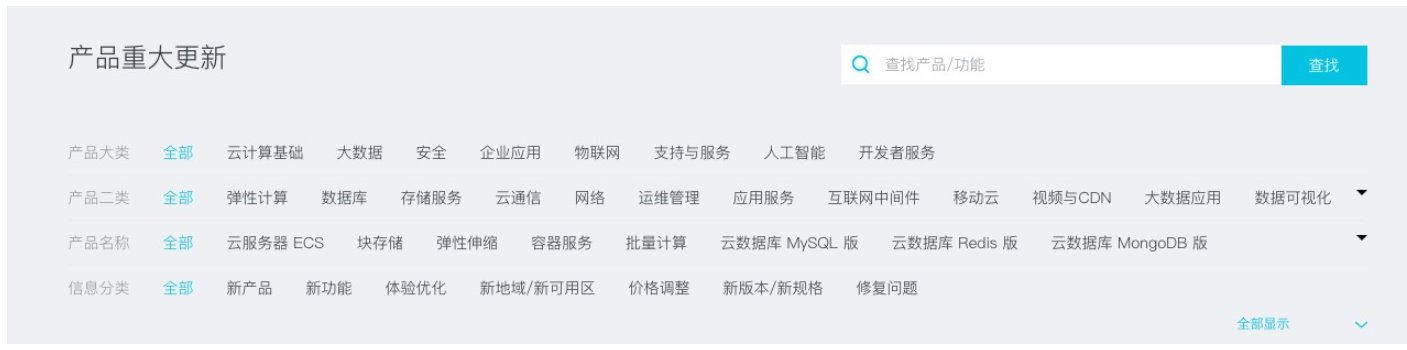 产品重大更新
查找产品/功能 查找
产品大类 全部 云计算基础 大数据 安全 企业应用 物联网 支持与服务 人工智能 开发者服务
产品二类 全部 弹性计算 数据库 存储服务 云通信 网络 运维管理 应用服务 互联网中间件 移动云 视频与CDN 大数据应用 数据可视化
产品名称 全部 云服务器 ECS 块存储 弹性伸缩 容器服务 批量计算 云数据库 MySQL 版 云数据库 Redis 版 云数据库 MongoDB 版
信息分类 全部 新产品 新功能 体验优化 新地域/新可用区 价格调整 新版本/新规格 修复问题
全部显示